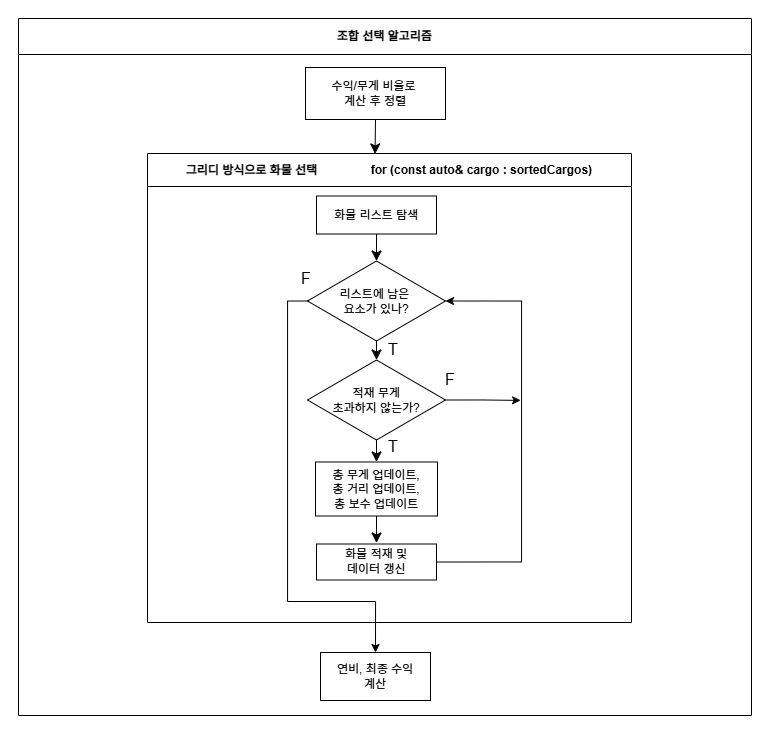 조합 선택 알고리즘
수익/무게 비율로
계산 후 정렬
그리디 방식으로 화물 선택 for (const auto& cargo : sortedCargos)
화물 리스트 탐색
F
리스트에 남은
요소가 있나?
T
적재 무게
초과하지 않는가?
F
T
총 무게 업데이트,
총 거리 업데이트,
총 보수 업데이트
화물 적재 및
데이터 갱신
연비, 최종 수익
계산